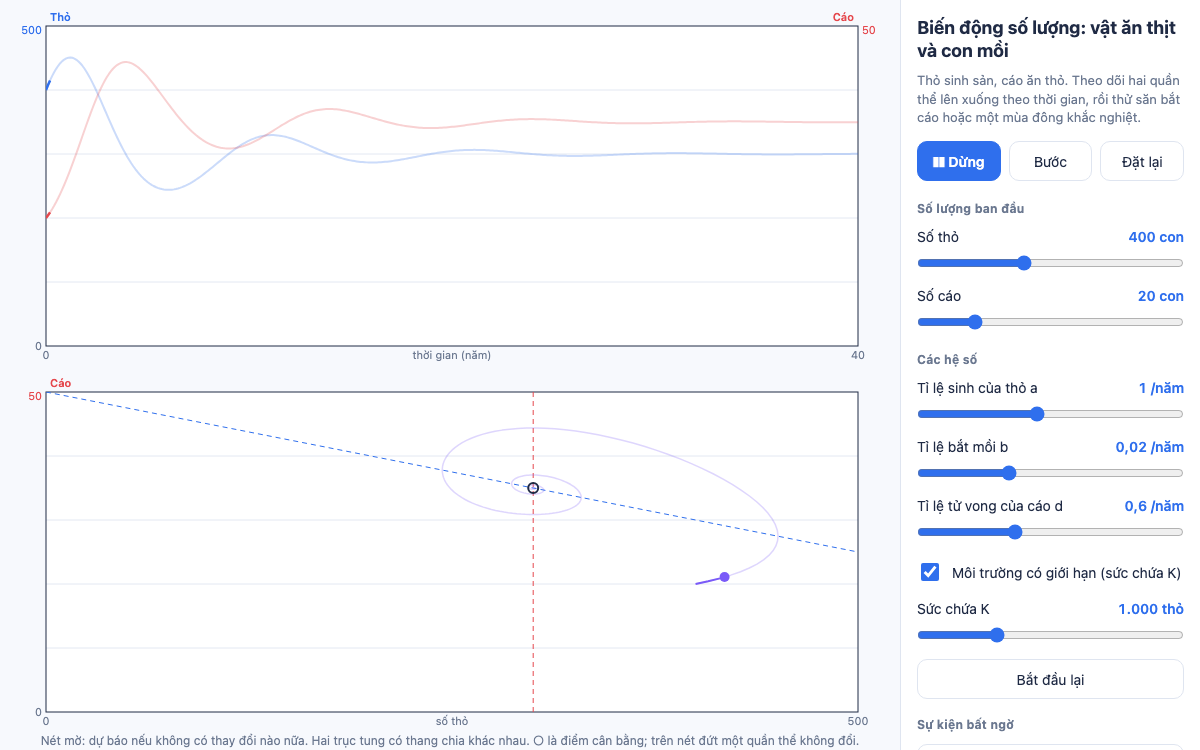 Thỏ
Cáo
500
50
0
0
thời gian (năm)
40
Cáo
50
0
0
số thỏ
500
Nét mờ: dự báo nếu không có thay đổi nào nữa. Hai trục tung có thang chia khác nhau. O là điểm cân bằng; trên nét đứt một quần thể không đổi.
Biến động số lượng: vật ăn thịt
và con mồi
Thỏ sinh sản, cáo ăn thỏ. Theo dõi hai quần
thể lên xuống theo thời gian, rồi thử săn bắt
cáo hoặc một mùa đông khắc nghiệt.
Dừng
Bước
Đặt lại
Số lượng ban đầu
Số thỏ
400 con
Số cáo
20 con
Các hệ số
Tỉ lệ sinh của thỏ a
1 /năm
Tỉ lệ bắt mồi b
0,02 /năm
Tỉ lệ tử vong của cáo d
0,6 /năm
Môi trường có giới hạn (sức chứa K)
Sức chứa K
1.000 thỏ
Bắt đầu lại
Sự kiện bất ngờ